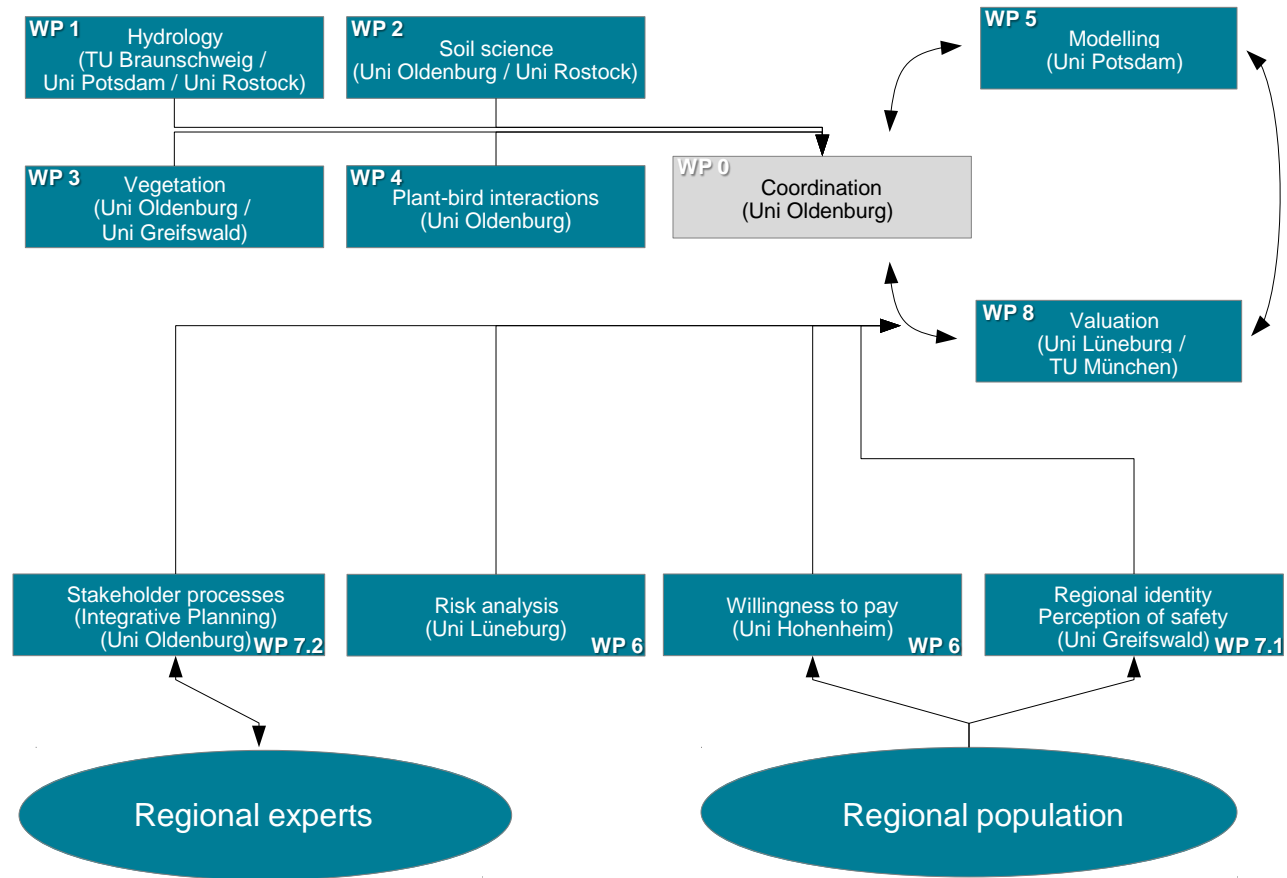 WP 1
Hydrology
(TU Braunschweig /
Uni Potsdam / Uni Rostock)
WP 2
Soil science
(Uni Oldenburg / Uni Rostock)
WP 5
Modelling
(Uni Potsdam)
WP 3
Vegetation
(Uni Oldenburg /
Uni Greifswald)
WP 4
Plant-bird interactions
(Uni Oldenburg)
WP 0
Coordination
(Uni Oldenburg)
WP 8
Valuation
(Uni Lüneburg /
TU München)
Stakeholder processes
(Integrative Planning)
(Uni Oldenburg)
WP 7.2
Risk analysis
(Uni Lüneburg)
WP 6
Willingness to pay
(Uni Hohenheim)
WP 6
Regional identity
Perception of safety
(Uni Greifswald)
WP 7.1
Regional experts
Regional population